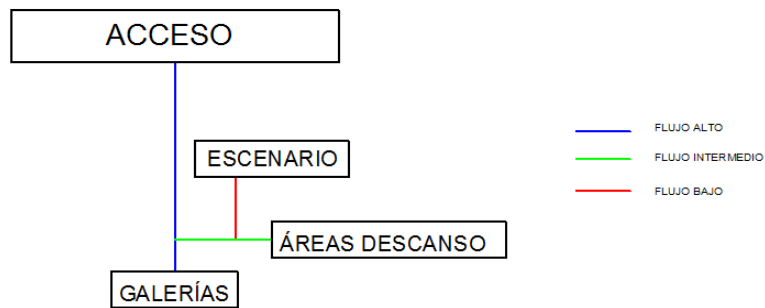 ACCESO
FLUJO ALTO
ESCENARIO
FLUJO INTERMEDIO
FLUJO BAJO
ÁREAS DESCANSO
GALERÍAS